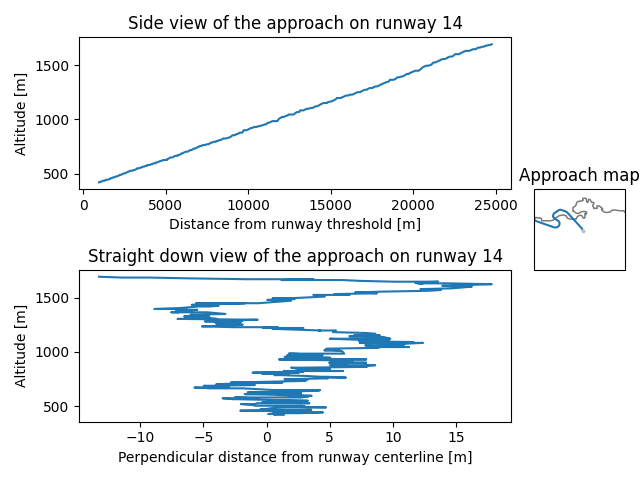 Side view of the approach on runway 14
1500
1000
500
Altitude [m]
0 5000 10000 15000 20000 25000
Distance from runway threshold [m]
Approach map
Straight down view of the approach on runway 14
1500
1000
500
Altitude [m]
−10 −5 0 5 10 15
Perpendicular distance from runway centerline [m]